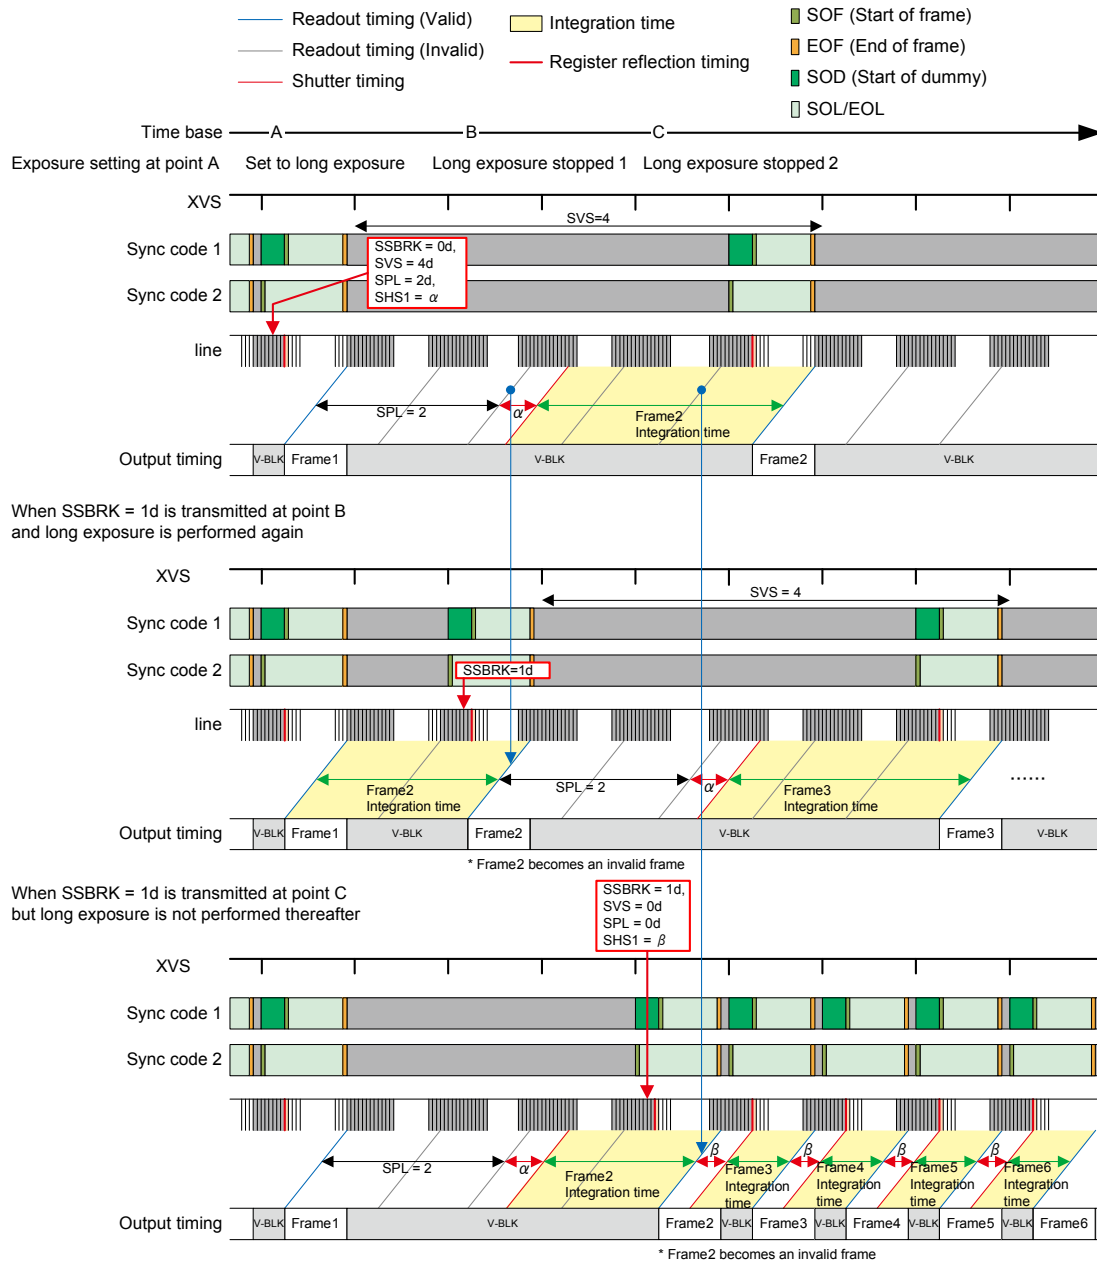 Readout timing (Valid)
Readout timing (Invalid)
Shutter timing
Integration time
Register reflection timing
SOF (Start of frame)
EOF (End of frame)
SOD (Start of dummy)
SOL/EOL
Time base
A
B
C
Exposure setting at point A
Set to long exposure
Long exposure stopped 1
Long exposure stopped 2
XVS
SVS=4
Sync code 1
SSBRK = 0d,
SVS = 4d
SPL = 2d,
SHS1 = α
Sync code 2
line
SPL = 2
α
Frame2
Integration time
Output timing
V-BLK
Frame1
V-BLK
Frame2
V-BLK
When SSBRK = 1d is transmitted at point B
and long exposure is performed again
XVS
SVS = 4
Sync code 1
Sync code 2
SSBRK=1d
line
Frame2
Integration time
SPL = 2
α
Frame3
Integration time
......
Output timing
V-BLK
Frame1
V-BLK
Frame2
V-BLK
Frame3
V-BLK
* Frame2 becomes an invalid frame
When SSBRK = 1d is transmitted at point C
but long exposure is not performed thereafter
SSBRK = 1d,
SVS = 0d
SPL = 0d
SHS1 = β
XVS
Sync code 1
Sync code 2
line
SPL = 2
α
Frame2
Integration time
β
Frame3
Integration
time
β
Frame4
Integration
time
β
Frame5
Integration
time
β
Frame6
Integration
time
Output timing
V-BLK
Frame1
V-BLK
Frame2
V-BLK
Frame3
V-BLK
Frame4
V-BLK
Frame5
V-BLK
Frame6
* Frame2 becomes an invalid frame